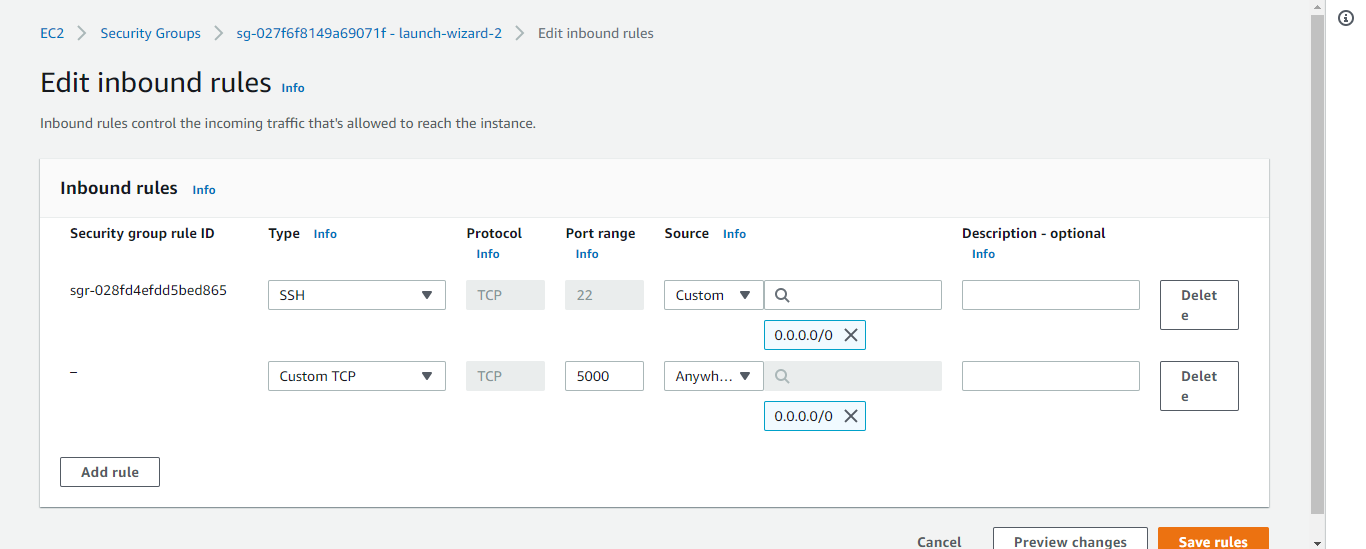 EC2 > Security Groups > sg-027f6f8149a69071f - launch-wizard-2 > Edit inbound rules
Edit inbound rules Info
Inbound rules control the incoming traffic that's allowed to reach the instance.
Inbound rules Info
Security group rule ID Type Info Protocol Info Port range Info Source Info Description - optional Info
sgr-028fd4efdd5bed865 SSH TCP 22 Custom Delete
0.0.0.0/0
– Custom TCP TCP 5000 Anywh... Delete
0.0.0.0/0
Add rule
Cancel Preview changes Save rules